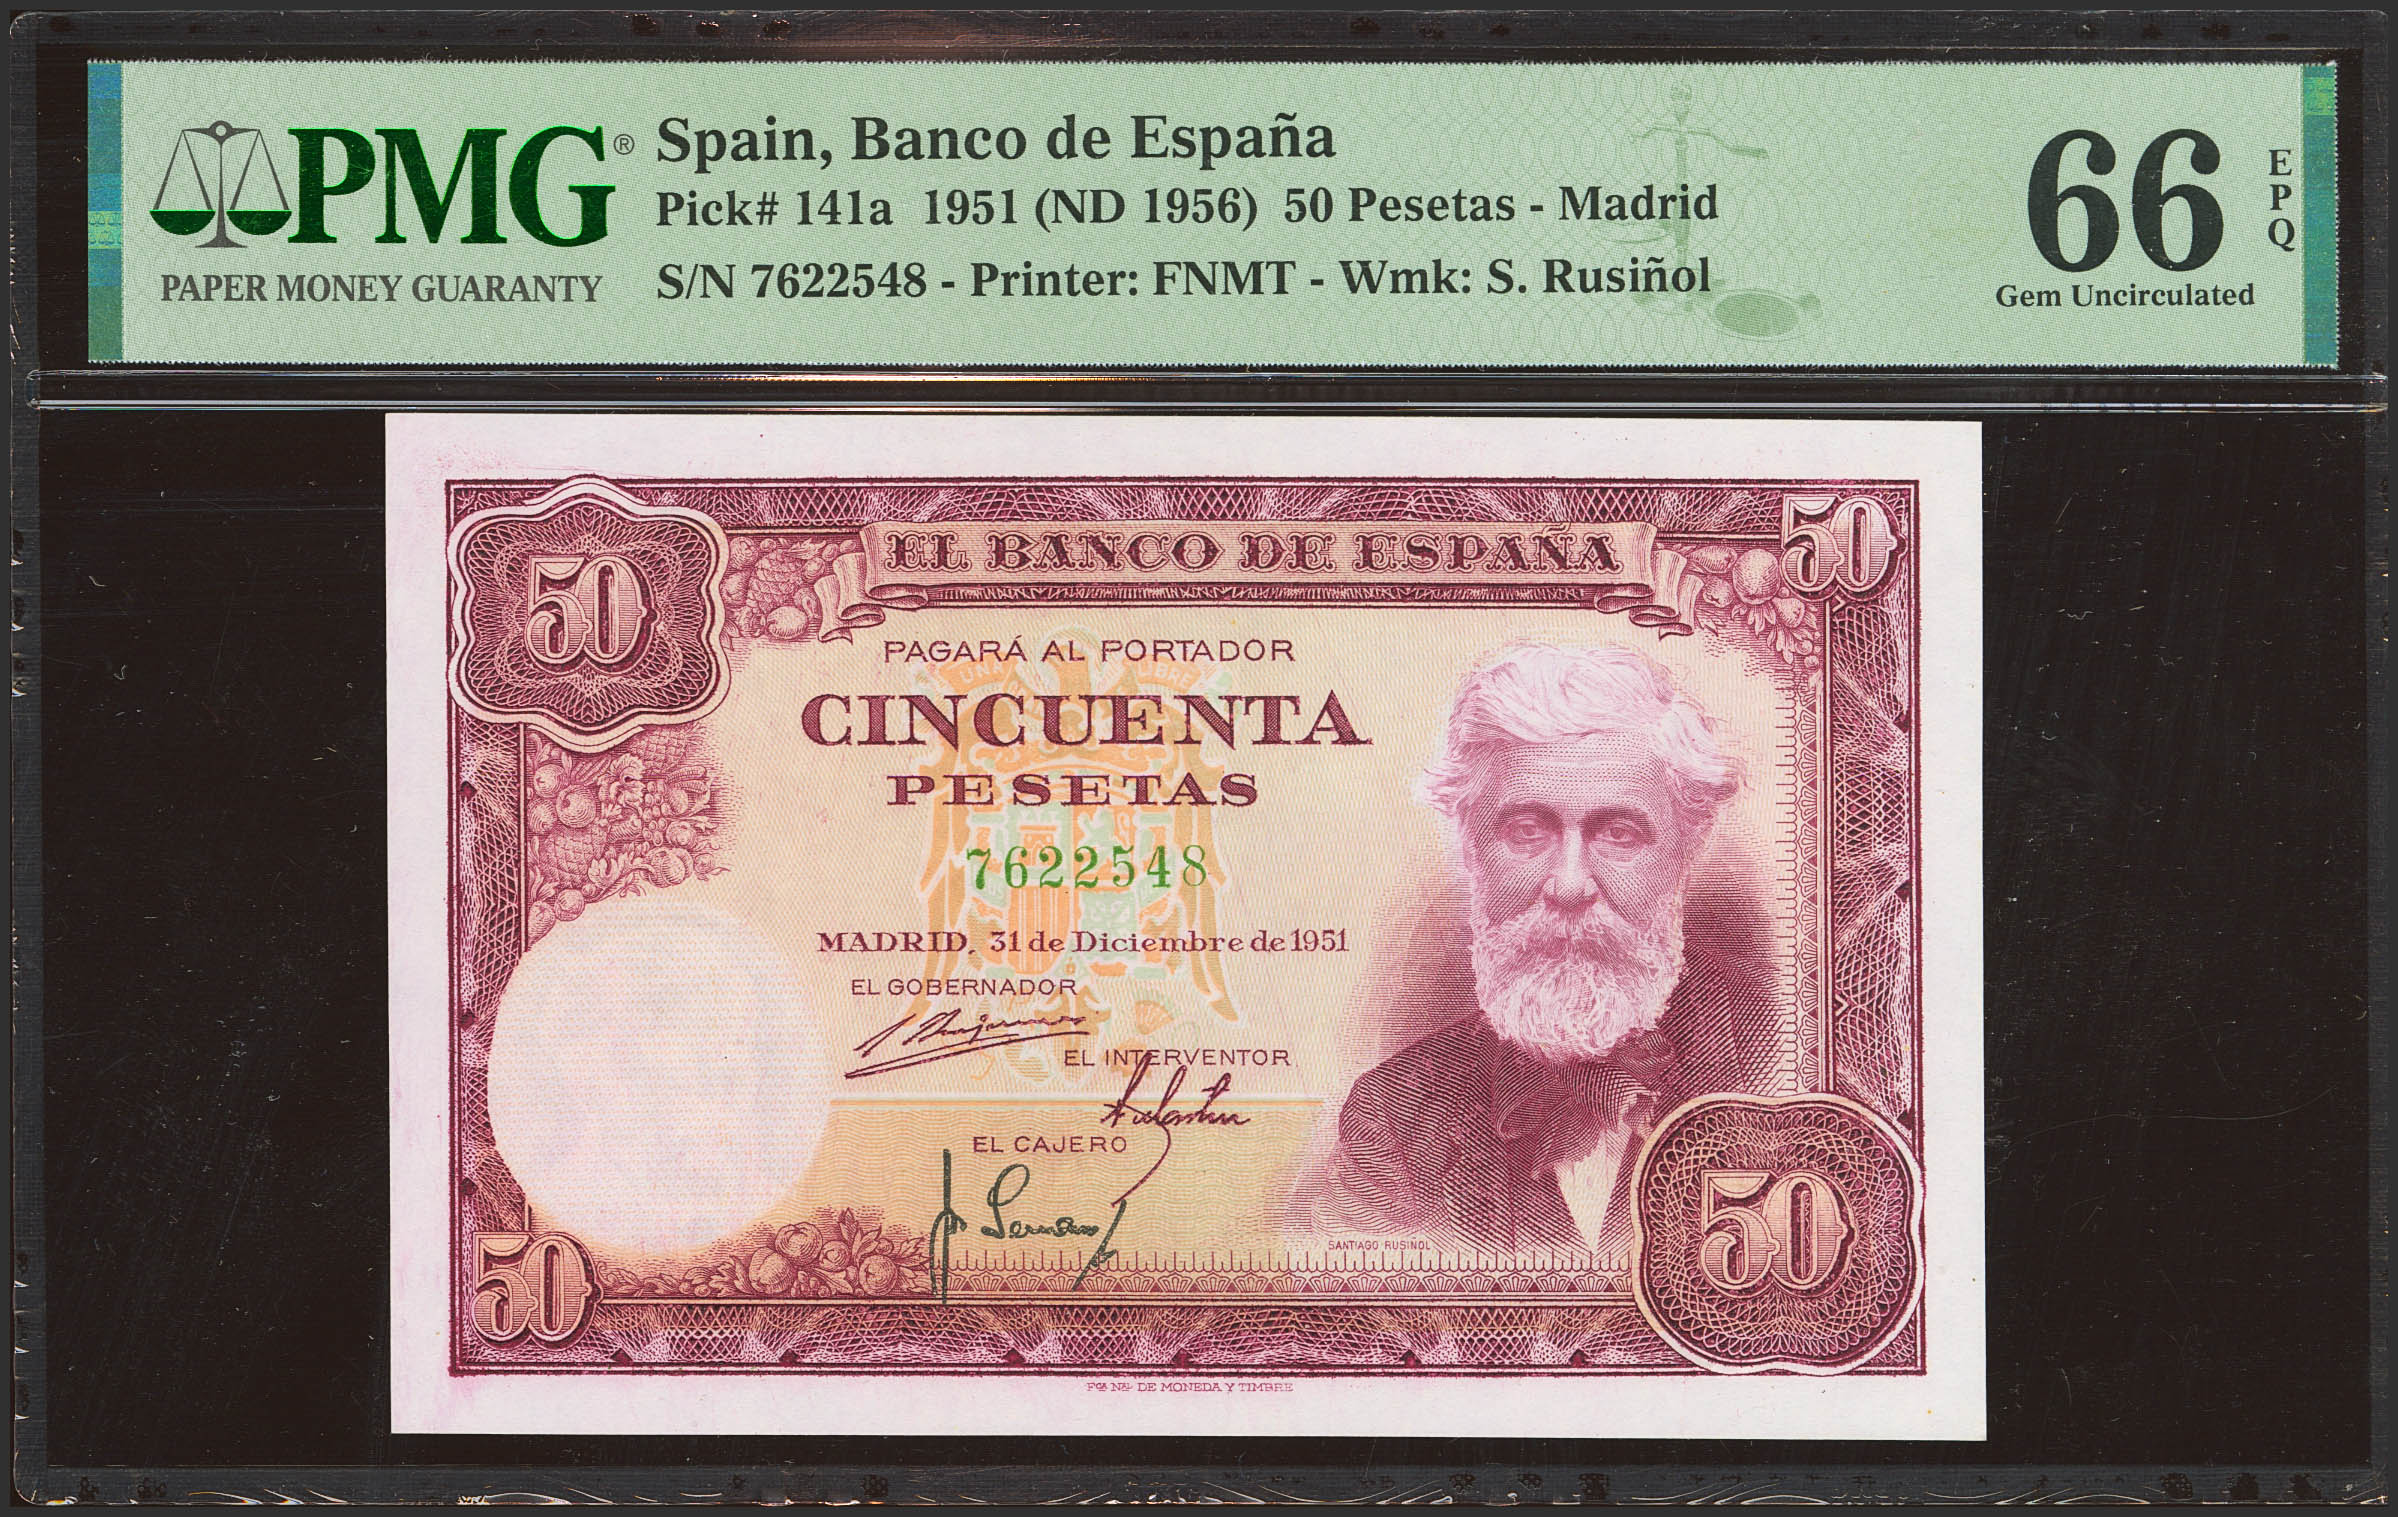 PMG®
PAPER MONEY GUARANTY
Spain, Banco de España
Pick# 141a 1951 (ND 1956) 50 Pesetas - Madrid
S/N 7622548 - Printer: FNMT - Wmk: S. Rusiñol
66
EPQ
Gem Uncirculated
50
50
EL BANCO DE ESPAÑA
PAGARÁ AL PORTADOR
CINCUENTA
PESETAS
7622548
MADRID, 31 de Diciembre de 1951
EL GOBERNADOR
EL INTERVENTOR
EL CAJERO
SANTIAGO RUSIÑOL
50
50
FCA NAL DE MONEDA Y TIMBRE